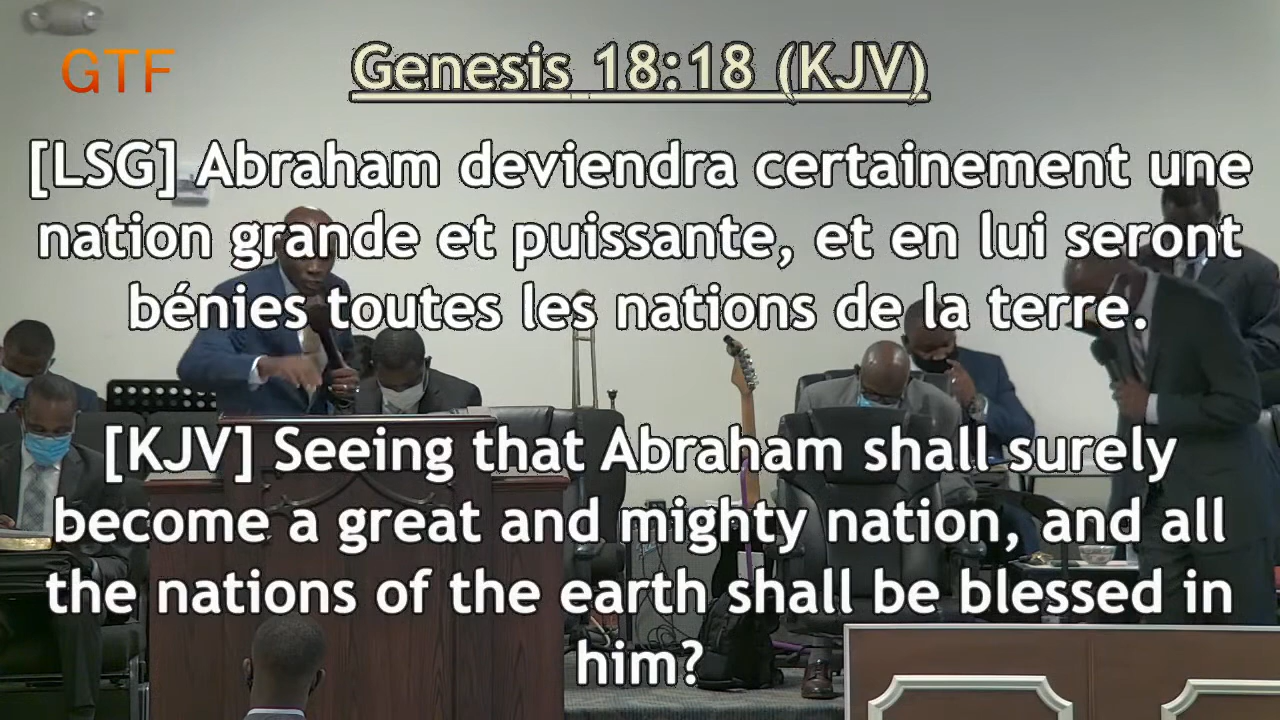 GTF
Genesis 18:18 (KJV)
[LSG] Abraham deviendra certainement une
nation grande et puissante, et en lui seront
bénies toutes les nations de la terre.
[KJV] Seeing that Abraham shall surely
become a great and mighty nation, and all
the nations of the earth shall be blessed in
him?